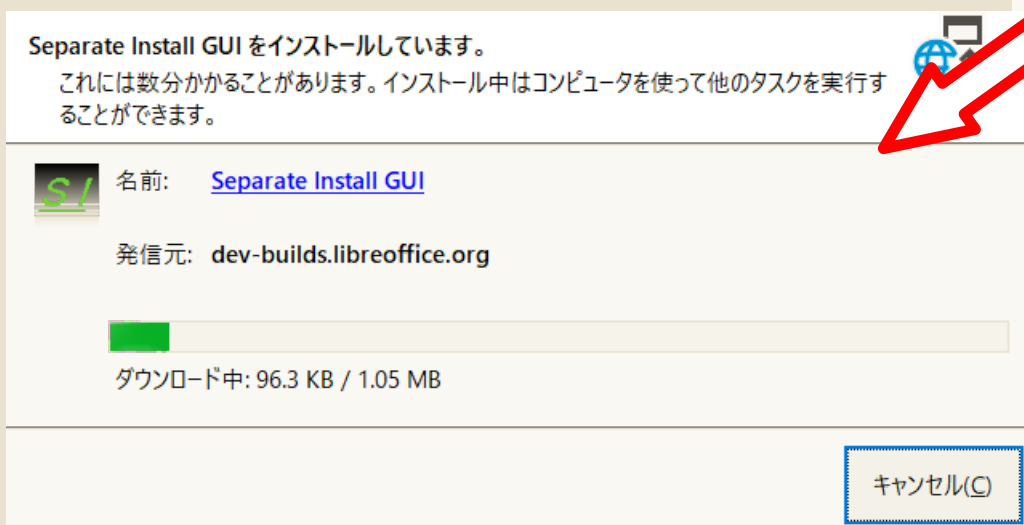 Separate Install GUI をインストールしています。
これには数分かかることがあります。インストール中はコンピュータを使って他のタスクを実行す
ることができます。
SI
名前: Separate Install GUI
発信元: dev-builds.libreoffice.org
ダウンロード中: 96.3 KB / 1.05 MB
キャンセル(C)